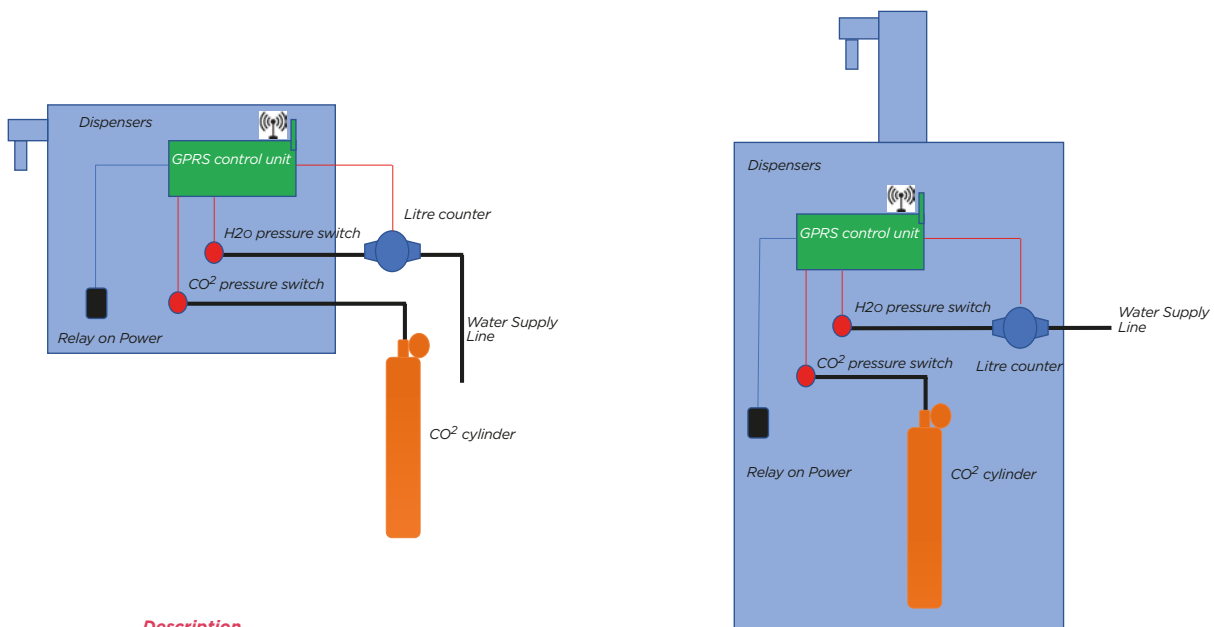 Dispensers
GPRS control unit
Litre counter
H2O pressure switch
CO² pressure switch
Water Supply
Line
Relay on Power
CO² cylinder
Dispensers
GPRS control unit
H2O pressure switch
Water Supply
Line
CO² pressure switch
Litre counter
Relay on Power
CO² cylinder
Description